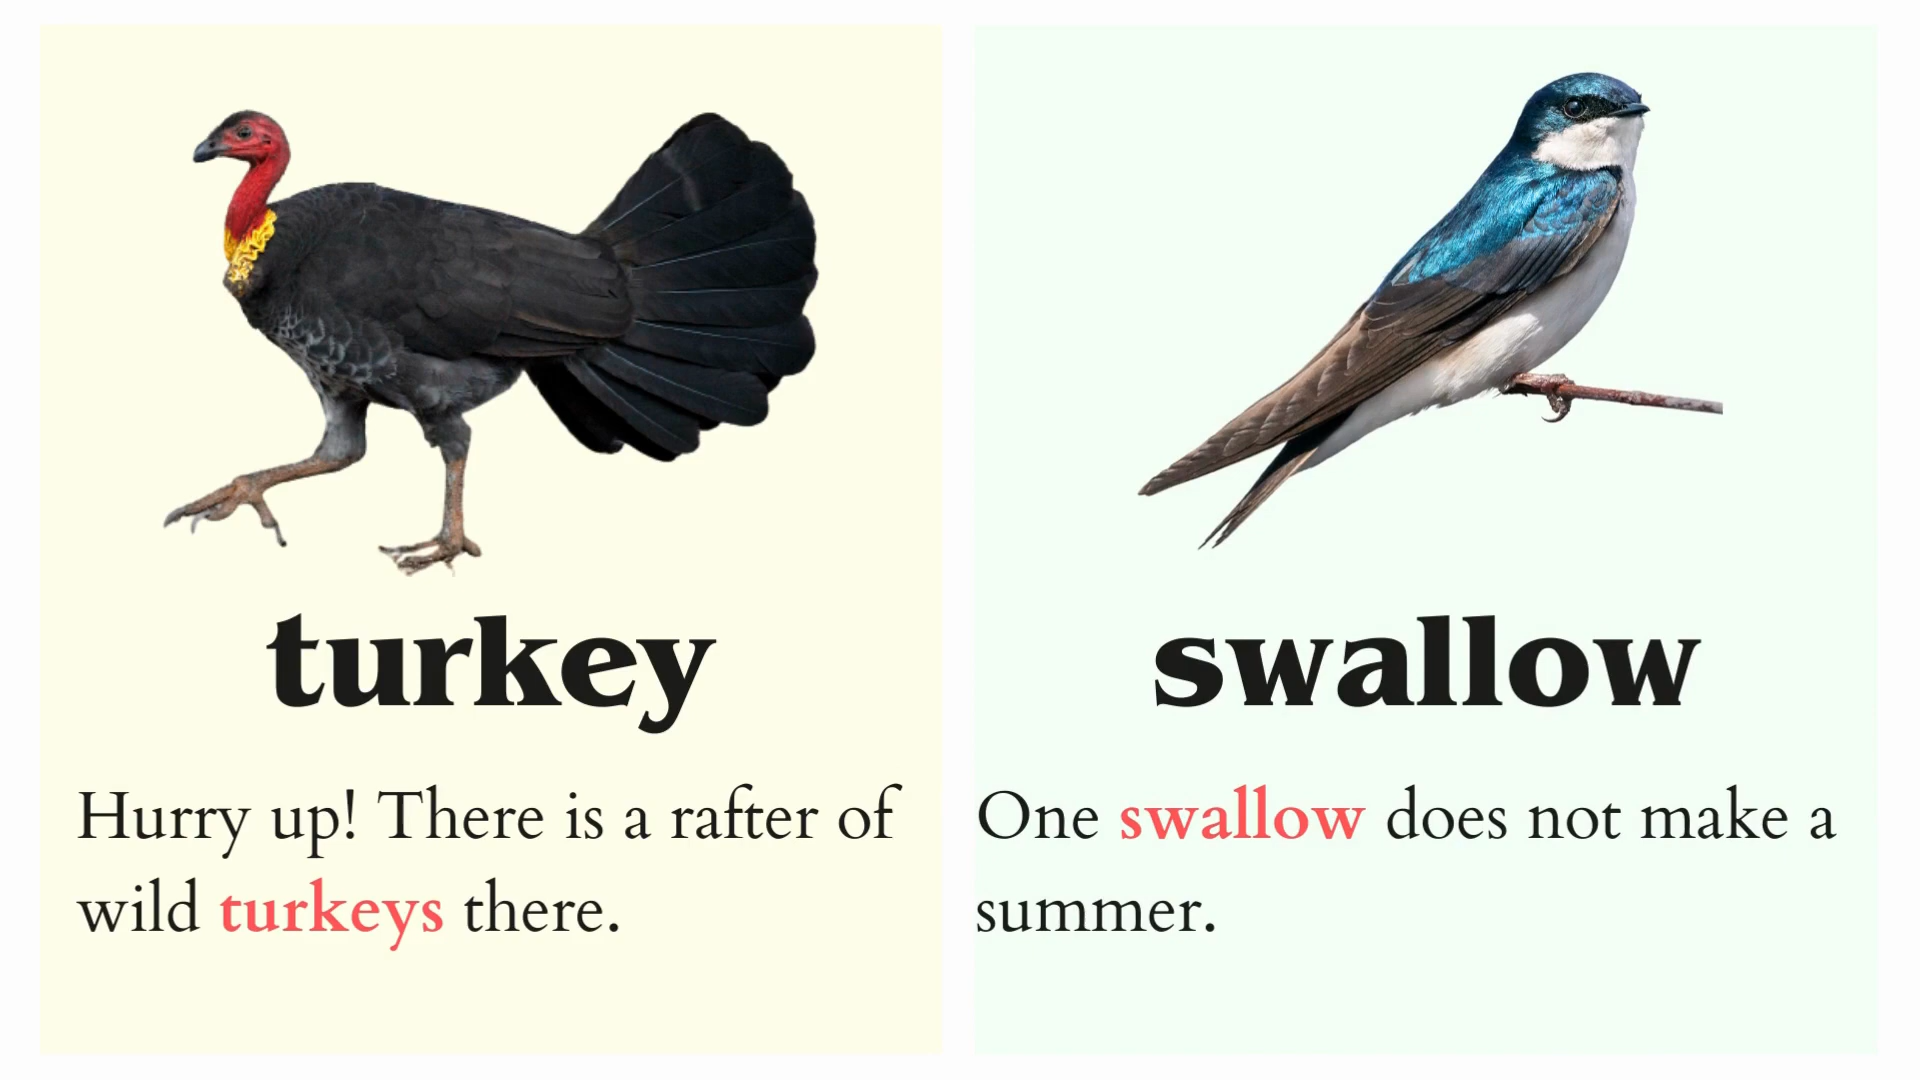 turkey
Hurry up! There is a rafter of
wild turkeys there.
swallow
One swallow does not make a
summer.